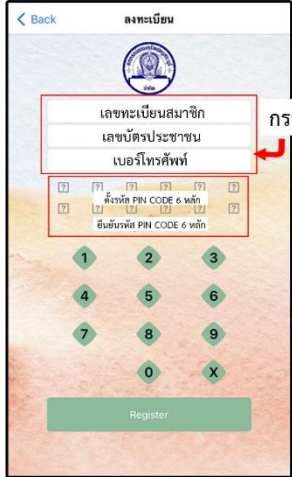 Back
ลงทะเบียน
จำกัด
เลขทะเบียนสมาชิก
เลขบัตรประชาชน
เบอร์โทรศัพท์
ตั้งรหัส PIN CODE 6 หลัก
ยืนยันรหัส PIN CODE 6 หลัก
1 2 3
4 5 6
7 8 9
0 X
Register